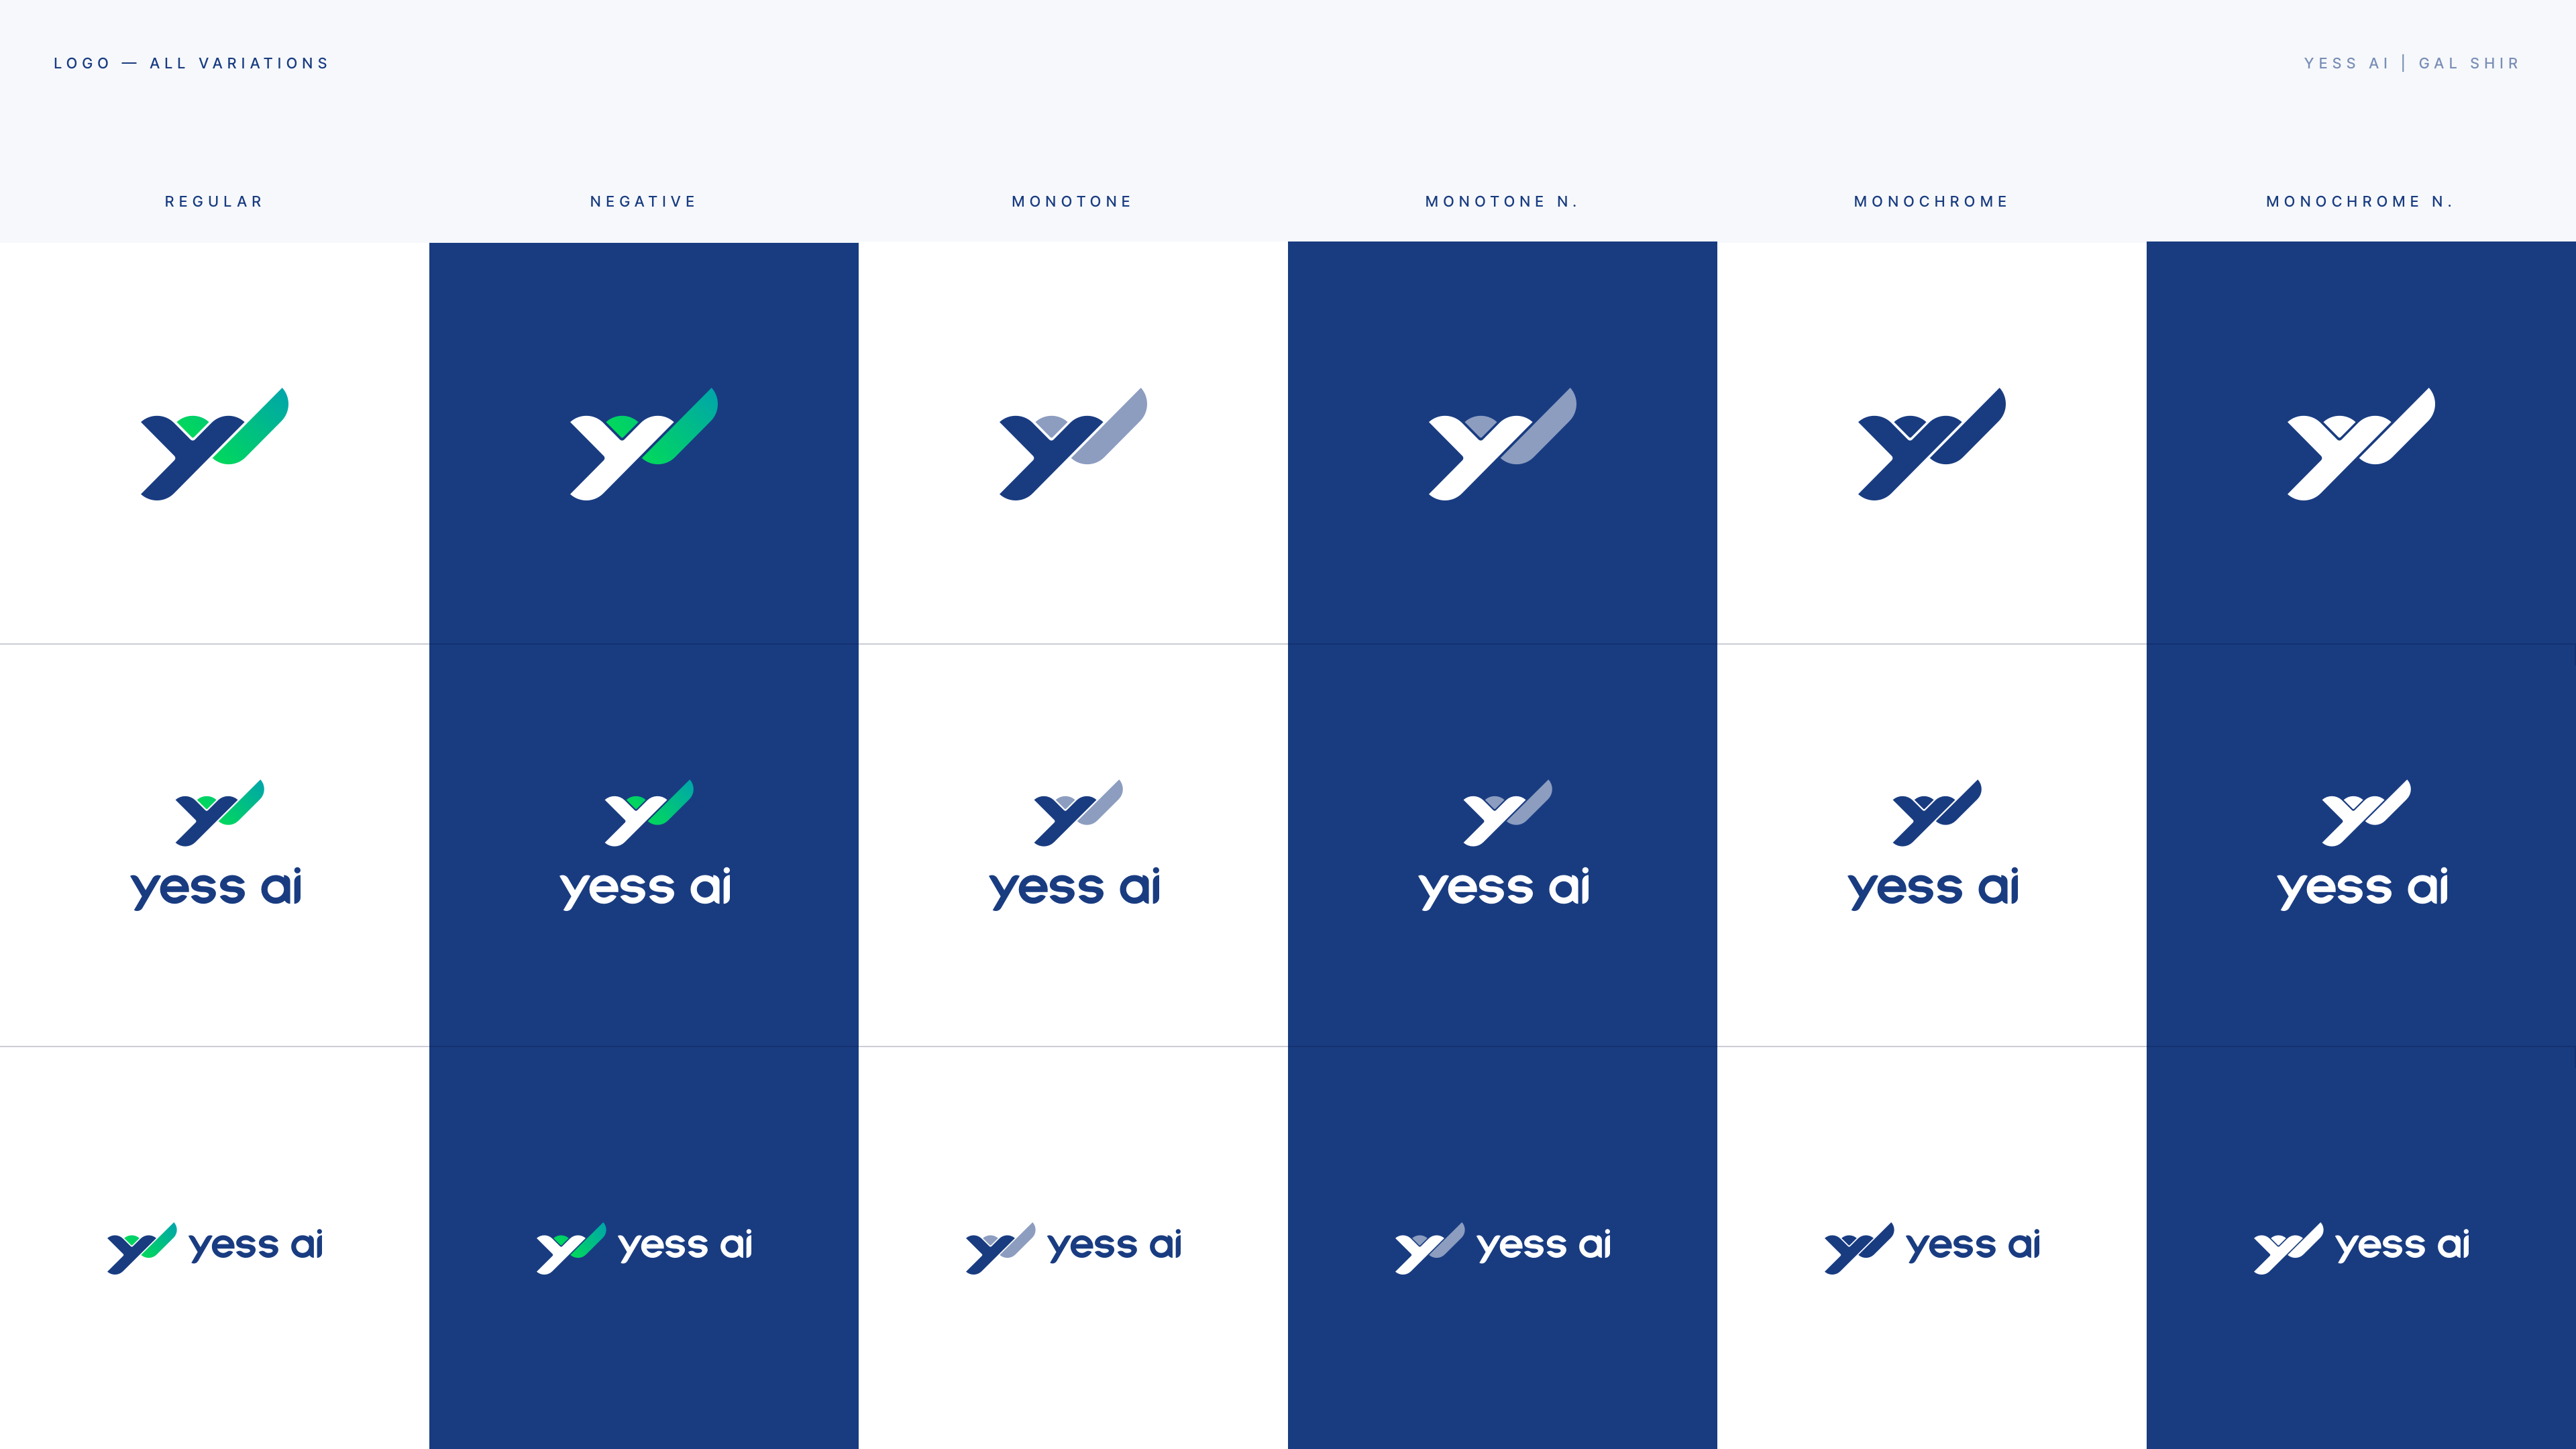 LOGO — ALL VARIATIONS
YESS AI | GAL SHIR
REGULAR
NEGATIVE
MONOTONE
MONOTONE N.
MONOCHROME
MONOCHROME N.
yess ai
yess ai
yess ai
yess ai
yess ai
yess ai
yess ai
yess ai
yess ai
yess ai
yess ai
yess ai